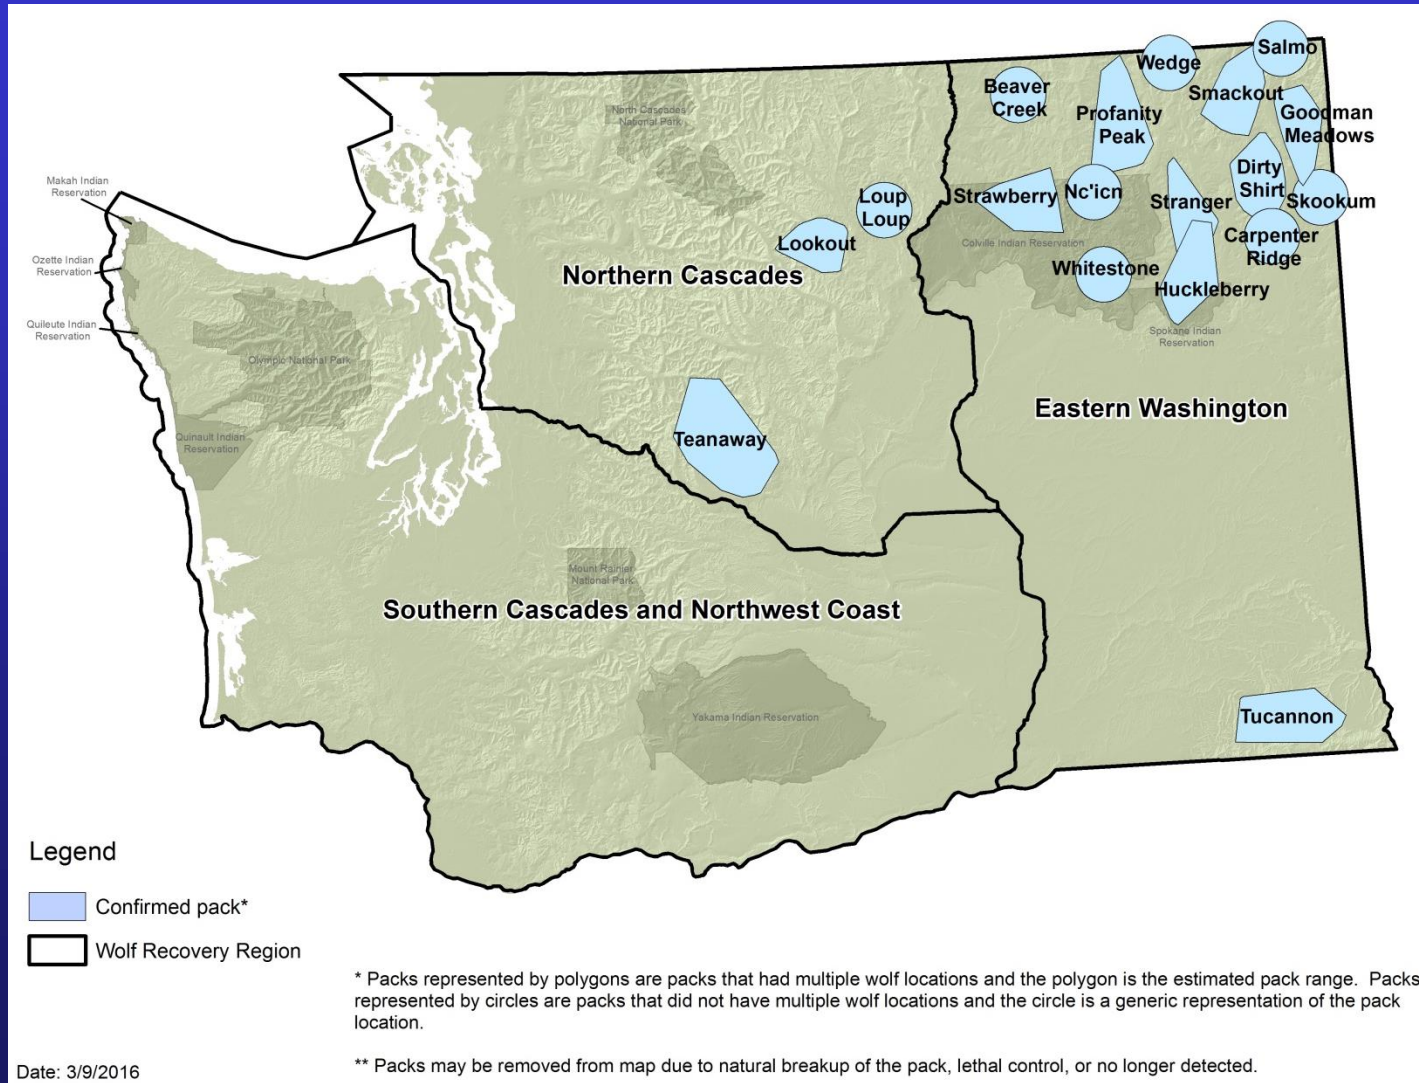 Salmo
Wedge
Beaver
Creek
Smackout
Profanity
Peak
Goodman
Meadows
North Cascades
National Park
Makah Indian
Reservation
Dirty
Shirt
Strawberry
Nc'icn
Stranger
Skookum
Loup
Loup
Lookout
Colville Indian Reservation
Carpenter
Ridge
Ozette Indian
Reservation
Northern Cascades
Whitestone
Huckleberry
Quileute Indian
Reservation
Spokane Indian
Reservation
Olympic National Park
Eastern Washington
Quinault Indian
Reservation
Teanaway
Mount Rainier
National Park
Southern Cascades and Northwest Coast
Yakama Indian Reservation
Tucannon
Legend
Confirmed pack*
Wolf Recovery Region
* Packs represented by polygons are packs that had multiple wolf locations and the polygon is the estimated pack range.  Packs
represented by circles are packs that did not have multiple wolf locations and the circle is a generic representation of the pack
location.
** Packs may be removed from map due to natural breakup of the pack, lethal control, or no longer detected.
Date: 3/9/2016